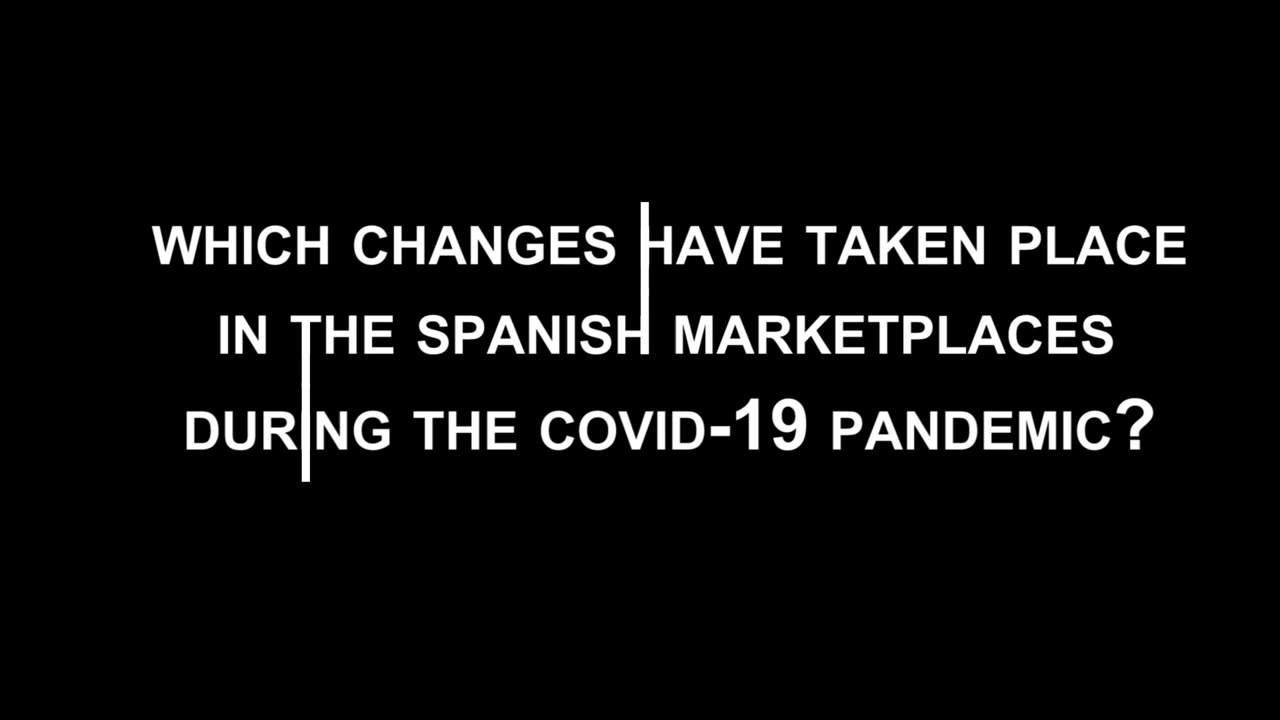 WHICH CHANGES HAVE TAKEN PLACE
IN THE SPANISH MARKETPLACES
DURING THE COVID-19 PANDEMIC?